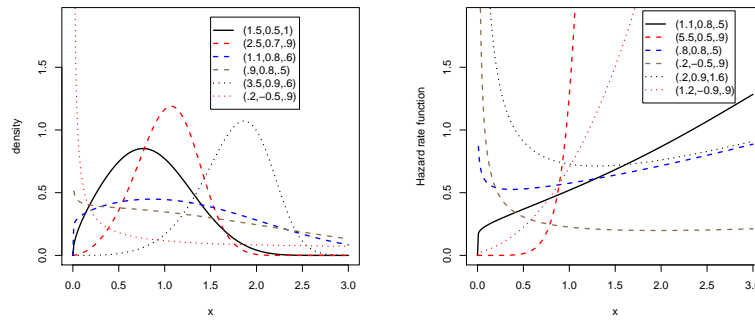 (1.5,0.5,1)
(2.5,0.7,.9)
(1.1,0.8,.6)
(.9,0.8,.5)
(3.5,0.9,.6)
(.2,−0.5,.9)
density
0.0 0.5 1.0 1.5
0.0 0.5 1.0 1.5 2.0 2.5 3.0
x
(1.1,0.8,.5)
(5.5,0.5,.9)
(.8,0.8,.5)
(.2,−0.5,.9)
(.2,0.9,1.6)
(1.2,−0.9,.9)
Hazard rate function
0.0 0.5 1.0 1.5
0.0 0.5 1.0 1.5 2.0 2.5 3.0
x